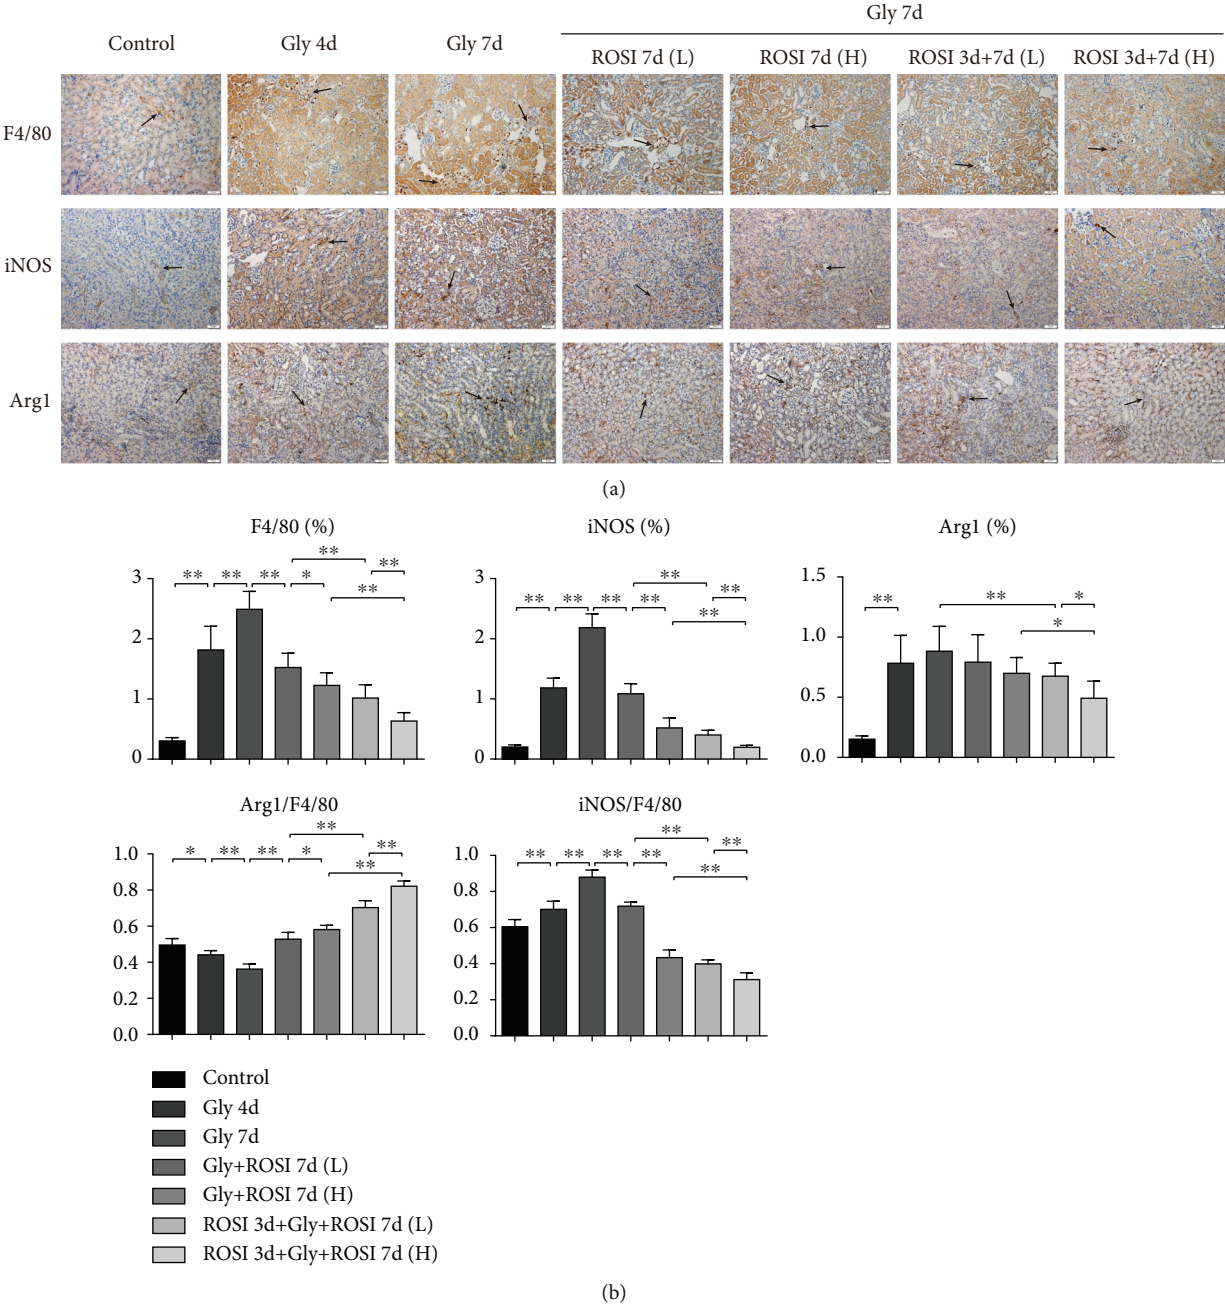 Gly 7d
Control
Gly 4d
Gly 7d
ROSI 7d (L)
ROSI 7d (H)
ROSI 3d+7d (L)
ROSI 3d+7d (H)
F4/80
iNOS
Arg1
(a)
F4/80 (%)
3
2
1
0
** ** ** * ** ** **
iNOS (%)
3
2
1
0
** ** ** ** ** ** **
Arg1 (%)
1.5
1.0
0.5
0.0
** ** * *
Arg1/F4/80
1.0
0.8
0.6
0.4
0.2
0.0
* ** ** * ** ** **
iNOS/F4/80
1.0
0.8
0.6
0.4
0.2
0.0
** ** ** ** ** ** **
Control
Gly 4d
Gly 7d
Gly+ROSI 7d (L)
Gly+ROSI 7d (H)
ROSI 3d+Gly+ROSI 7d (L)
ROSI 3d+Gly+ROSI 7d (H)
(b)